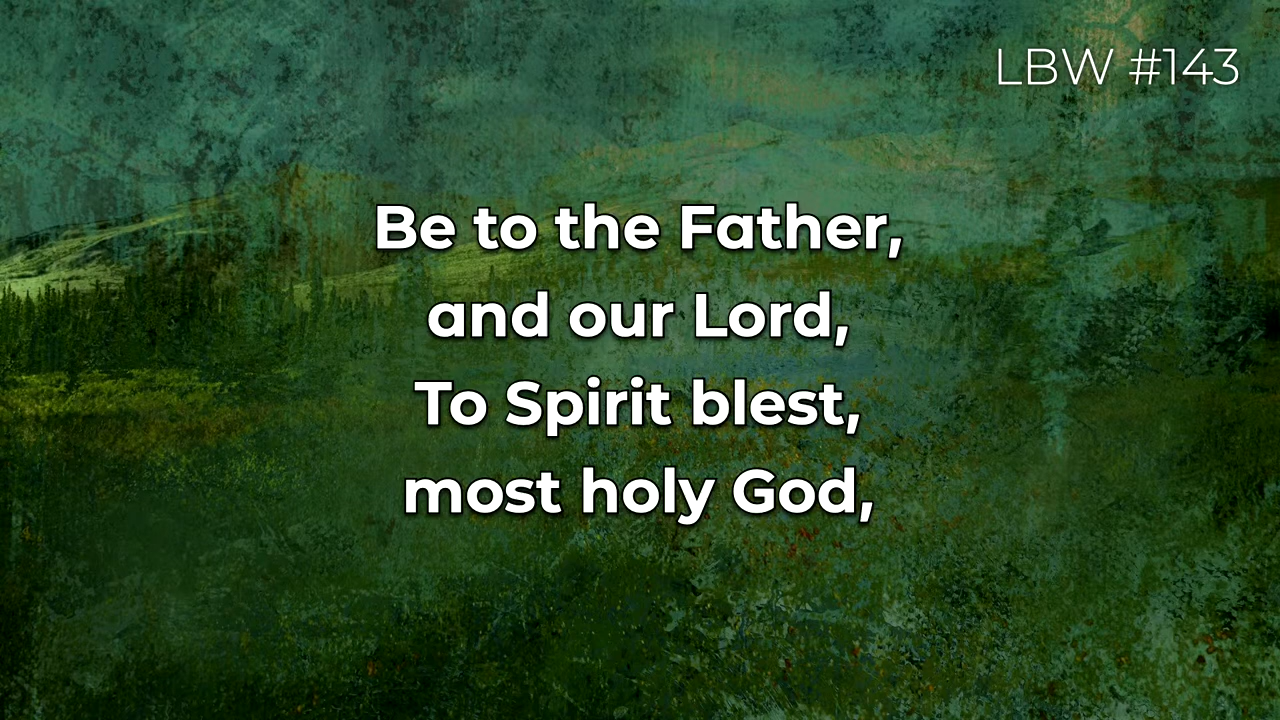 LBW #143
Be to the Father,
and our Lord,
To Spirit blest,
most holy God,